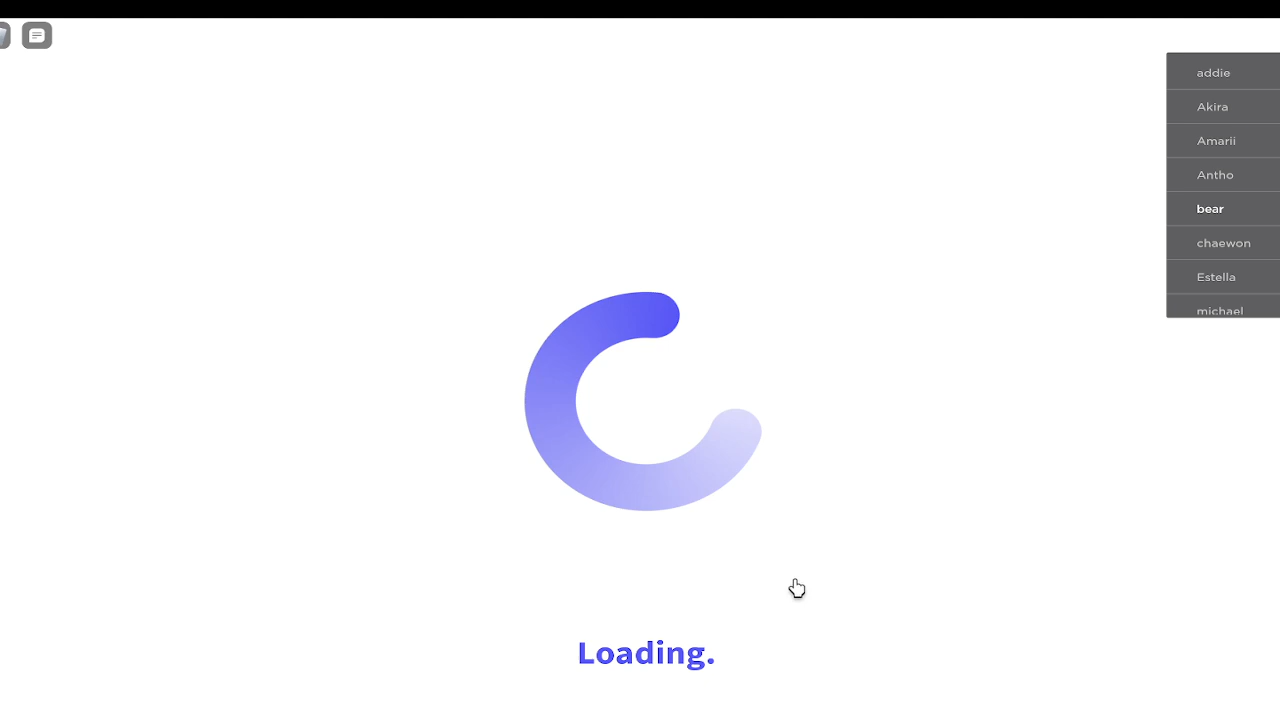 addie
Akira
Amarii
Antho
bear
chaewon
Estella
michael
Loading.